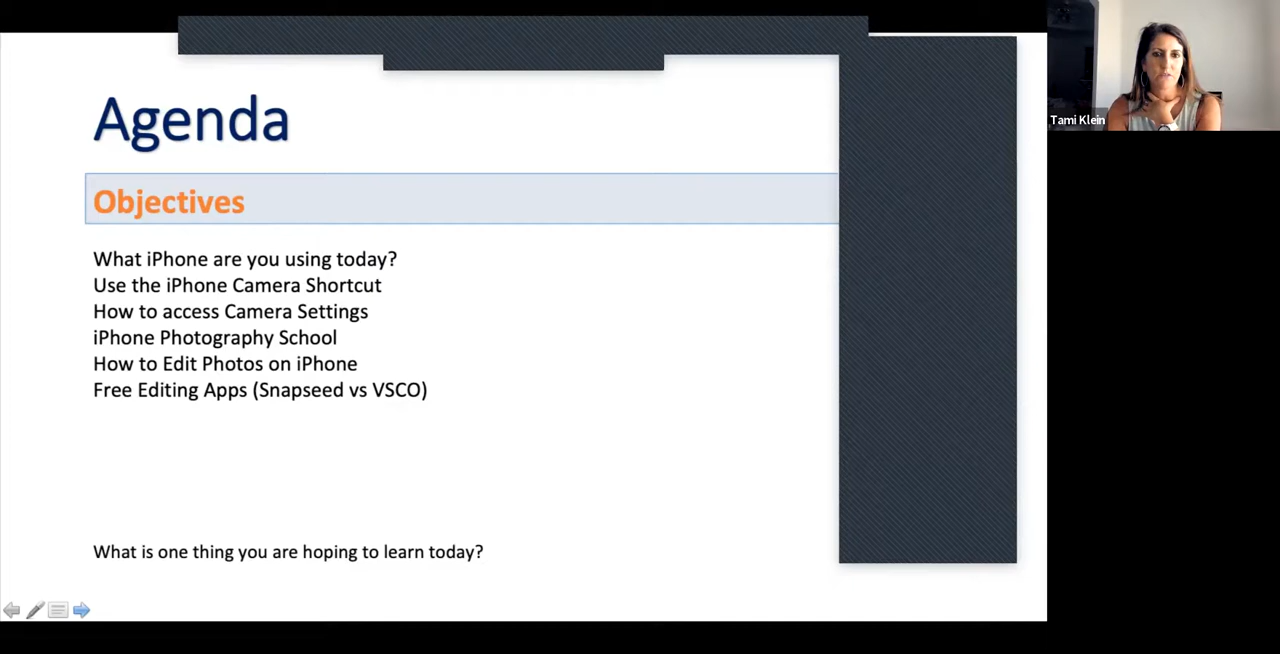 Agenda
Objectives
What iPhone are you using today?
Use the iPhone Camera Shortcut
How to access Camera Settings
iPhone Photography School
How to Edit Photos on iPhone
Free Editing Apps (Snapseed vs VSCO)
What is one thing you are hoping to learn today?
Tami Klein